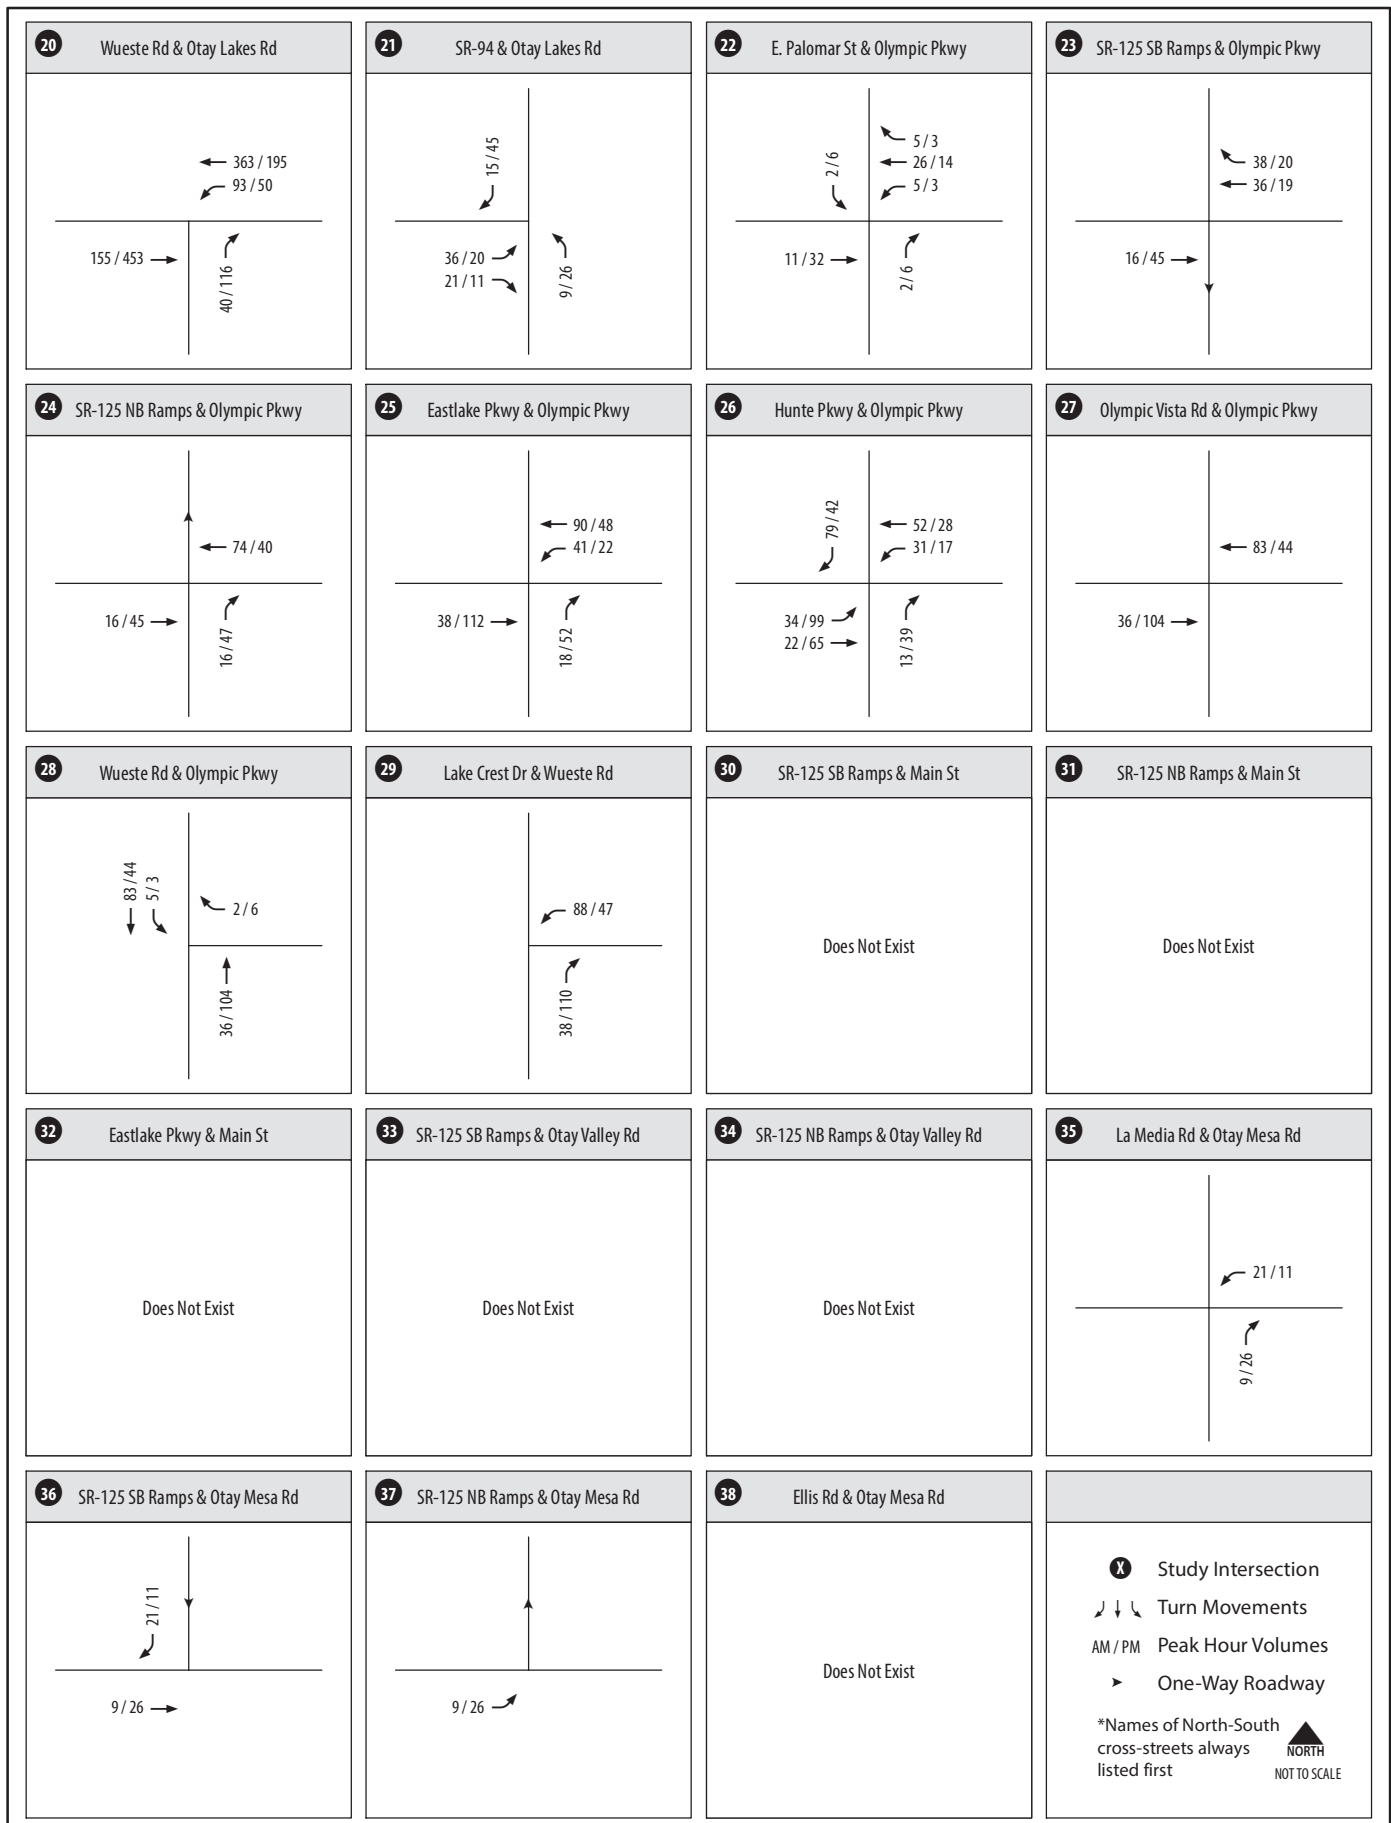 20 Wueste Rd & Otay Lakes Rd
363 / 195
93 / 50
155 / 453
40 / 116
21 SR-94 & Otay Lakes Rd
15 / 45
36 / 20
21 / 11
9 / 26
22 E. Palomar St & Olympic Pkwy
2 / 6
5 / 3
26 / 14
5 / 3
11 / 32
2 / 6
23 SR-125 SB Ramps & Olympic Pkwy
38 / 20
36 / 19
16 / 45
24 SR-125 NB Ramps & Olympic Pkwy
74 / 40
16 / 45
16 / 47
25 Eastlake Pkwy & Olympic Pkwy
90 / 48
41 / 22
38 / 112
18 / 52
26 Hunte Pkwy & Olympic Pkwy
79 / 42
52 / 28
31 / 17
34 / 99
22 / 65
13 / 39
27 Olympic Vista Rd & Olympic Pkwy
83 / 44
36 / 104
28 Wueste Rd & Olympic Pkwy
83 / 44
5 / 3
2 / 6
36 / 104
29 Lake Crest Dr & Wueste Rd
88 / 47
38 / 110
30 SR-125 SB Ramps & Main St
Does Not Exist
31 SR-125 NB Ramps & Main St
Does Not Exist
32 Eastlake Pkwy & Main St
Does Not Exist
33 SR-125 SB Ramps & Otay Valley Rd
Does Not Exist
34 SR-125 NB Ramps & Otay Valley Rd
Does Not Exist
35 La Media Rd & Otay Mesa Rd
21 / 11
9 / 26
36 SR-125 SB Ramps & Otay Mesa Rd
21 / 11
9 / 26
37 SR-125 NB Ramps & Otay Mesa Rd
9 / 26
38 Ellis Rd & Otay Mesa Rd
Does Not Exist
X Study Intersection
Turn Movements
AM / PM Peak Hour Volumes
One-Way Roadway
*Names of North-South
cross-streets always
listed first
NORTH
NOT TO SCALE